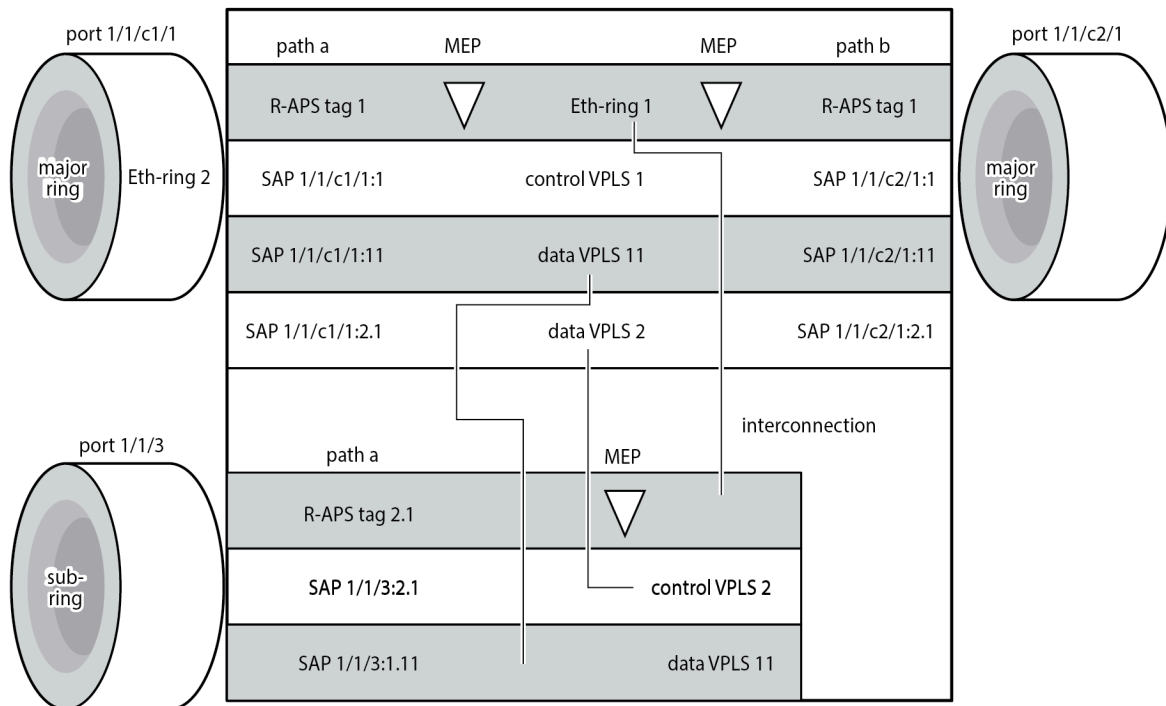 port 1/1/c1/1
path a MEP MEP path b
port 1/1/c2/1
R-APS tag 1 Eth-ring 1 R-APS tag 1
major
ring
Eth-ring 2
SAP 1/1/c1/1:1 control VPLS 1 SAP 1/1/c2/1:1
major
ring
SAP 1/1/c1/1:11 data VPLS 11 SAP 1/1/c2/1:11
SAP 1/1/c1/1:2.1 data VPLS 2 SAP 1/1/c2/1:2.1
interconnection
port 1/1/3
path a MEP
R-APS tag 2.1
sub-
ring
SAP 1/1/3:2.1 control VPLS 2
SAP 1/1/3:1.11 data VPLS 11